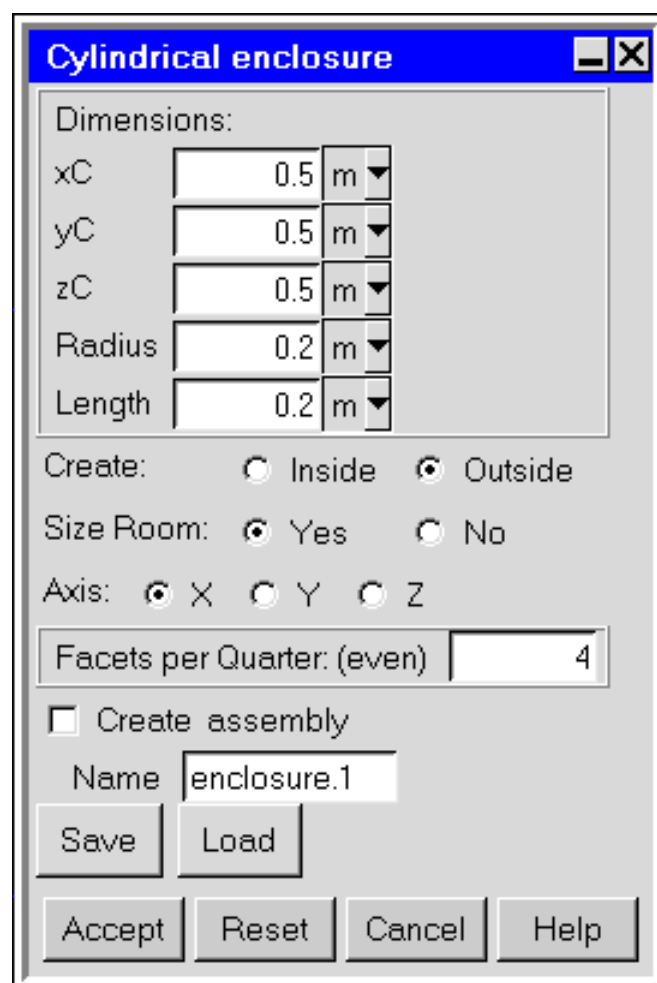 Cylindrical enclosure
Dimensions:
xC 0.5 m
yC 0.5 m
zC 0.5 m
Radius 0.2 m
Length 0.2 m
Create: Inside Outside
Size Room: Yes No
Axis: X Y Z
Facets per Quarter: (even) 4
Create assembly
Name enclosure.1
Save Load
Accept Reset Cancel Help